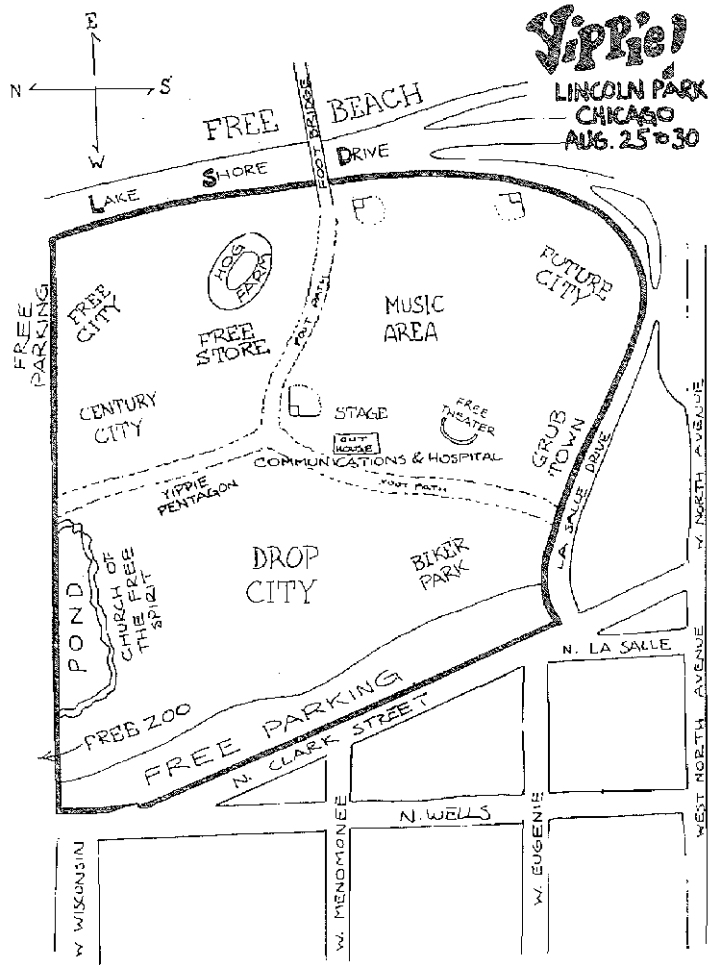 E
N
S
W
Yippie!
LINCOLN PARK
CHICAGO
AUG. 25 TO 30
FREE BEACH
FOOT BRIDGE
LAKE SHORE DRIVE
FREE
PARKING
FREE
CITY
HOG
FARM
FREE
STORE
FOOT PATH
MUSIC
AREA
FUTURE
CITY
CENTURY
CITY
STAGE
OUT
HOUSE
FREE
THEATER
GRUB
TOWN
COMMUNICATIONS & HOSPITAL
YIPPIE
PENTAGON
FOOT PATH
LA SALLE DRIVE
W. NORTH AVENUE
POND
CHURCH OF
THE FREE
SPIRIT
DROP
CITY
BIKER
PARK
N. LA SALLE
FREE ZOO
FREE PARKING
N. CLARK STREET
N. WELLS
W WISCONSIN
W. MENOMONEE
W. EUGENIE
WEST NORTH AVENUE